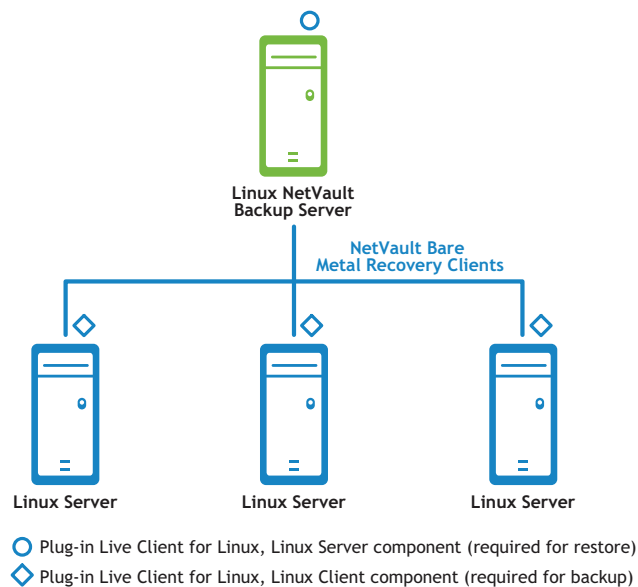 Linux NetVault
Backup Server
NetVault Bare
Metal Recovery Clients
Linux Server
Linux Server
Linux Server
Plug-in Live Client for Linux, Linux Server component (required for restore)
Plug-in Live Client for Linux, Linux Client component (required for backup)